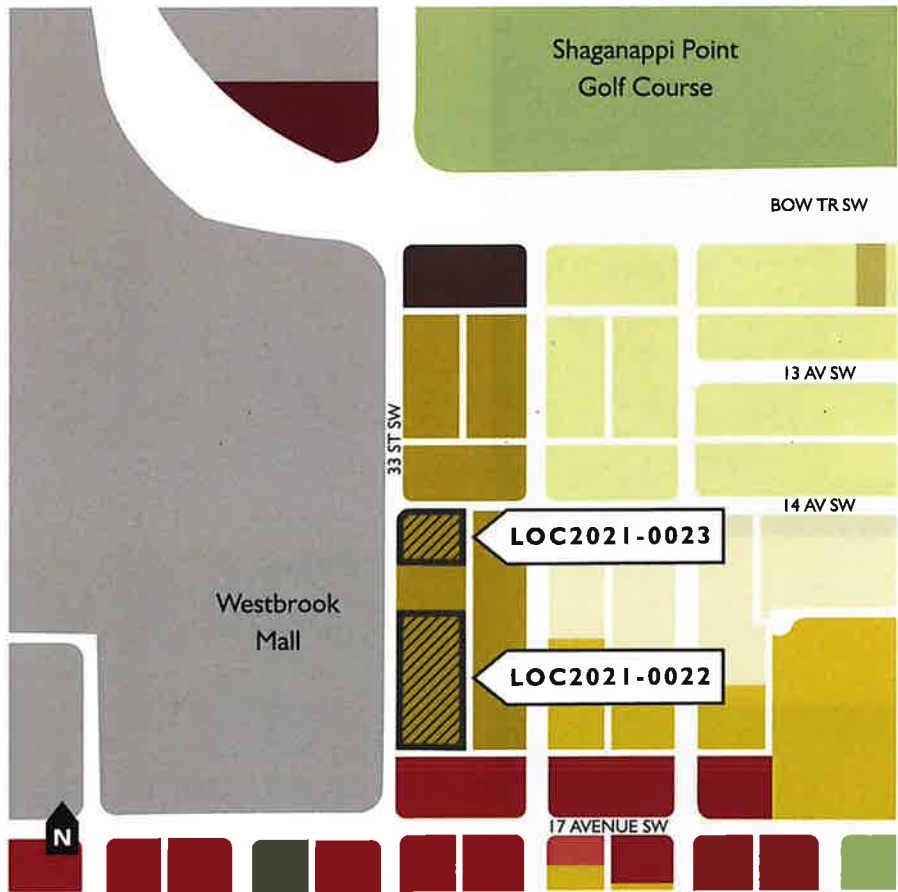 Shaganappi Point
Golf Course
BOW TR SW
13 AV SW
33 ST SW
14 AV SW
LOC2021-0023
Westbrook
Mall
LOC2021-0022
17 AVENUE SW
N